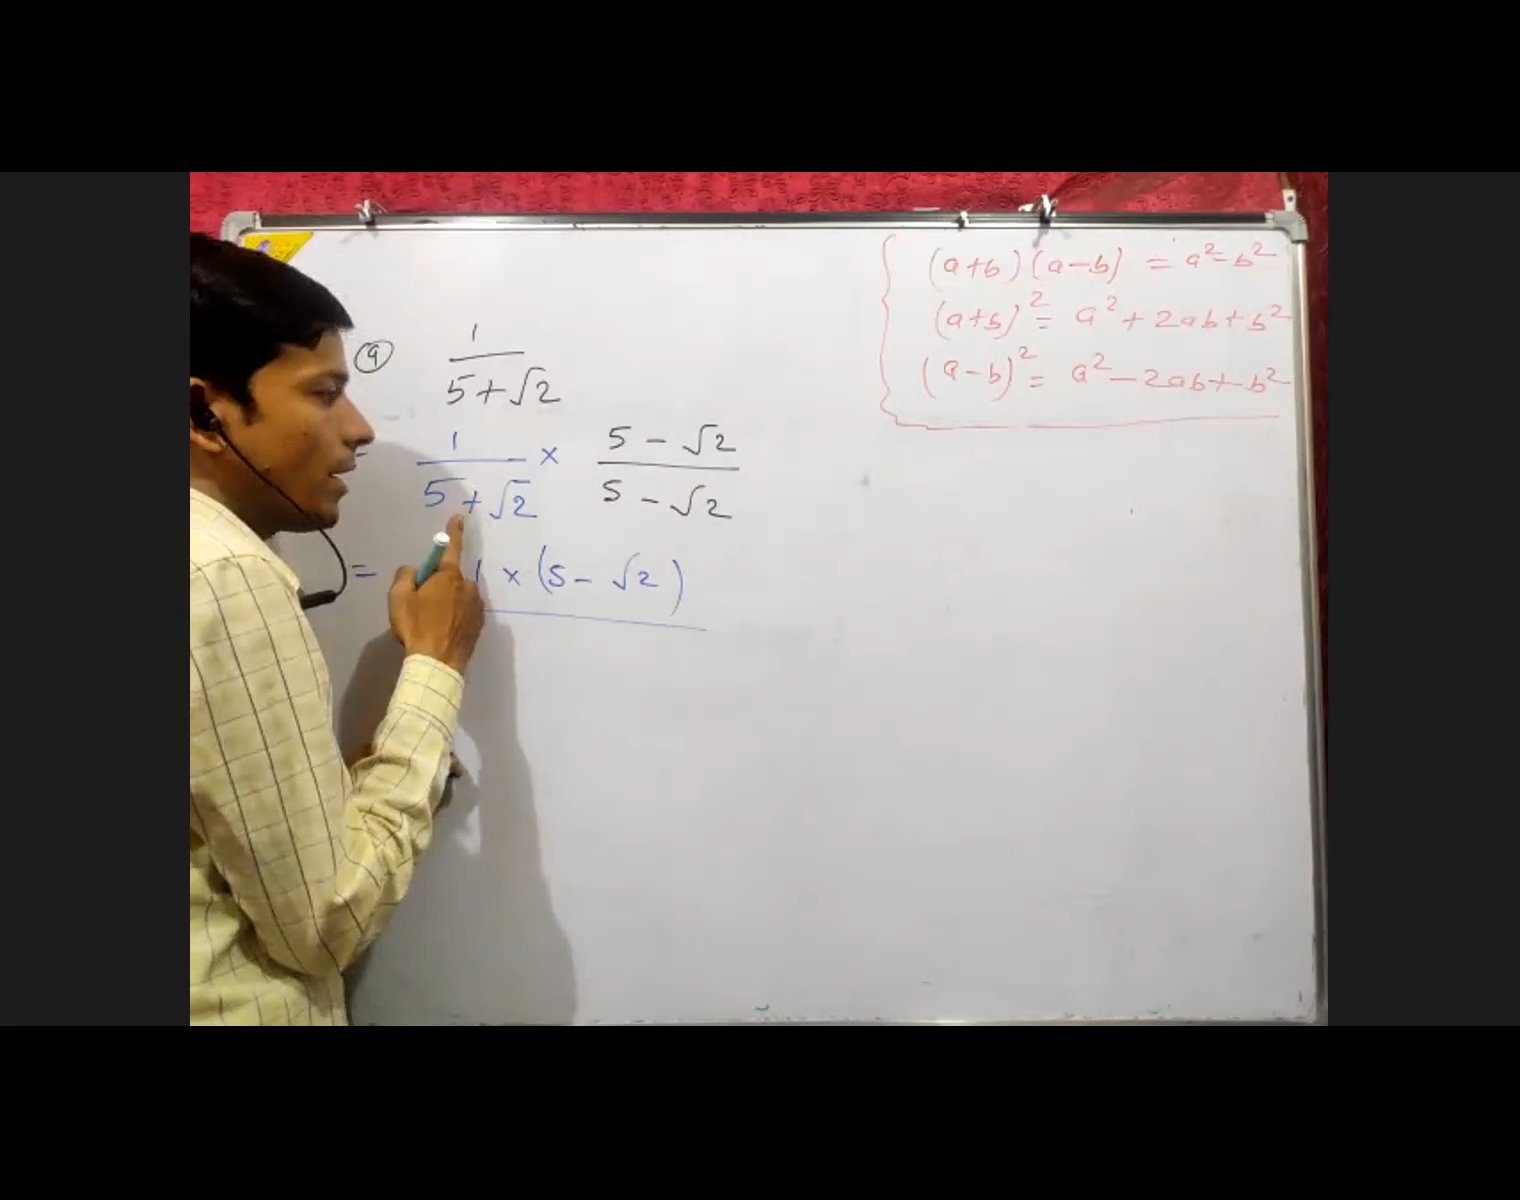 (a+b)(a-b) = a²-b²
(a+b)² = a²+2ab+b²
(a-b)² = a²-2ab+b²
(9)
1
5+√2
= 1/(5+√2) × (5-√2)/(5-√2)
= 1×(5-√2)